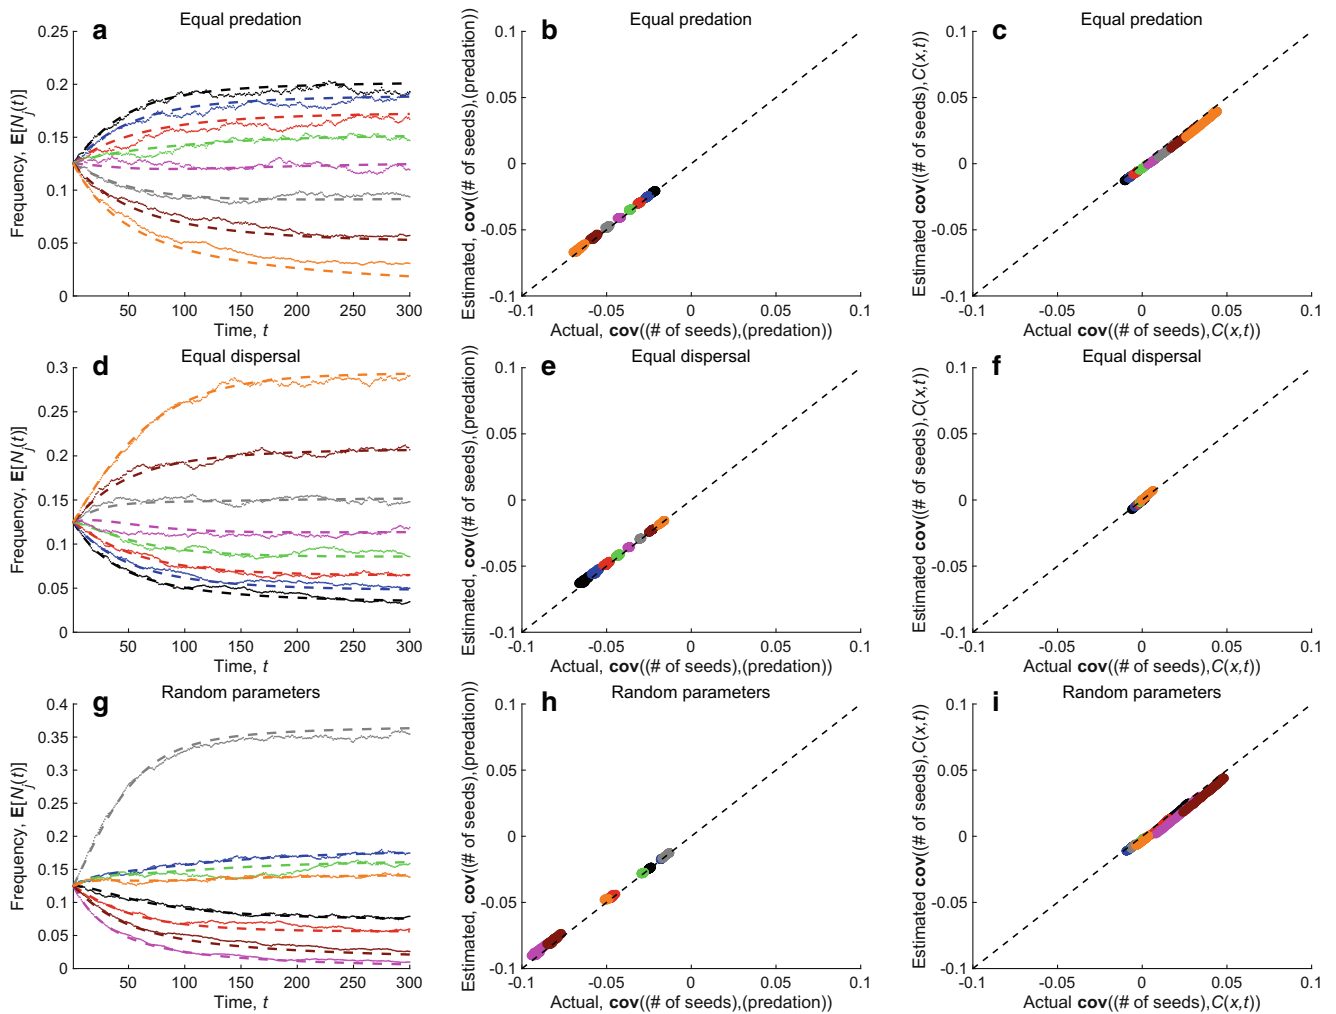 a
Equal predation
Frequency, E[N_j(t)]
0.25
0.2
0.15
0.1
0.05
0
50
100
150
200
250
300
Time, t
b
Equal predation
Estimated, cov((# of seeds),(predation))
0.1
0.05
0
-0.05
-0.1
-0.1
-0.05
0
0.05
0.1
Actual, cov((# of seeds),(predation))
c
Equal predation
Estimated cov((# of seeds),C(x,t))
0.1
0.05
0
-0.05
-0.1
-0.1
-0.05
0
0.05
0.1
Actual cov((# of seeds),C(x,t))
d
Equal dispersal
Frequency, E[N_j(t)]
0.3
0.25
0.2
0.15
0.1
0.05
0
50
100
150
200
250
300
Time, t
e
Equal dispersal
Estimated, cov((# of seeds),(predation))
0.1
0.05
0
-0.05
-0.1
-0.1
-0.05
0
0.05
0.1
Actual, cov((# of seeds),(predation))
f
Equal dispersal
Estimated cov((# of seeds),C(x,t))
0.1
0.05
0
-0.05
-0.1
-0.1
-0.05
0
0.05
0.1
Actual cov((# of seeds),C(x,t))
g
Random parameters
Frequency, E[N_j(t)]
0.4
0.35
0.3
0.25
0.2
0.15
0.1
0.05
0
50
100
150
200
250
300
Time, t
h
Random parameters
Estimated, cov((# of seeds),(predation))
0.1
0.05
0
-0.05
-0.1
-0.1
-0.05
0
0.05
0.1
Actual, cov((# of seeds),(predation))
i
Random parameters
Estimated cov((# of seeds),C(x,t))
0.1
0.05
0
-0.05
-0.1
-0.1
-0.05
0
0.05
0.1
Actual cov((# of seeds),C(x,t))